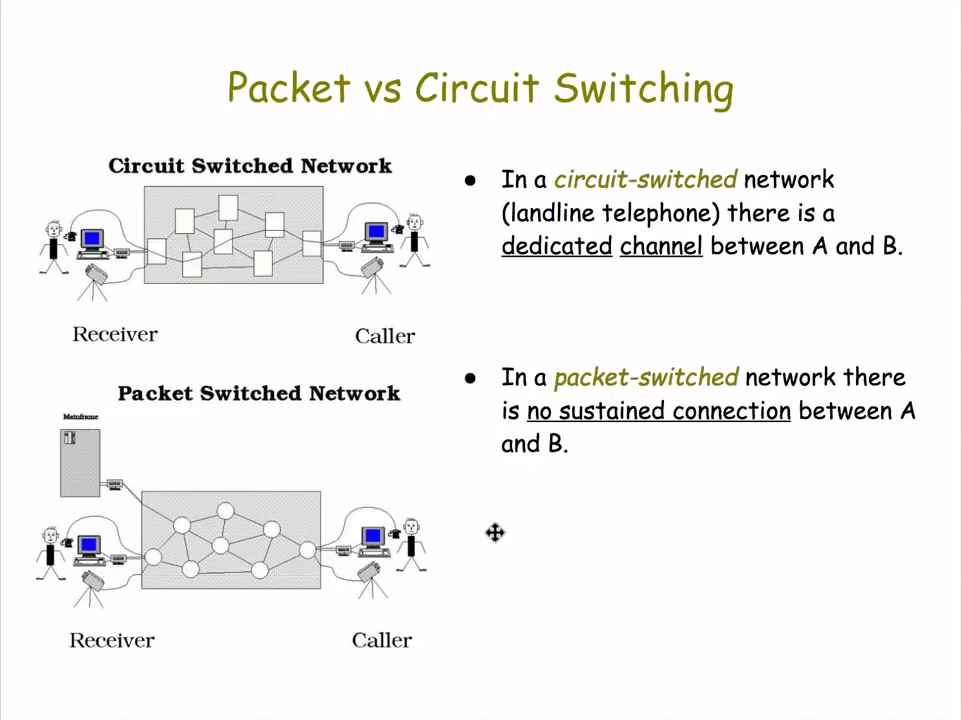 Packet vs Circuit Switching
Circuit Switched Network
Receiver
Caller
● In a circuit-switched network
(landline telephone) there is a
dedicated channel between A and B.
Packet Switched Network
Mainframe
Receiver
Caller
● In a packet-switched network there
is no sustained connection between A
and B.